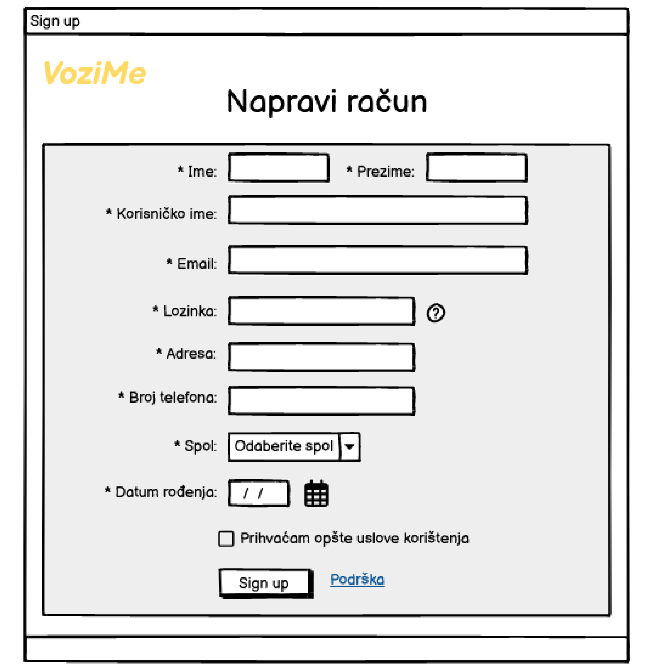 Sign up
VoziMe
Napravi račun
* Ime: * Prezime:
* Korisničko ime:
* Email:
* Lozinka: ?
* Adresa:
* Broj telefona:
* Spol: Odaberite spol
* Datum rođenja: / /
Prihvaćam opšte uslove korištenja
Sign up Podrška